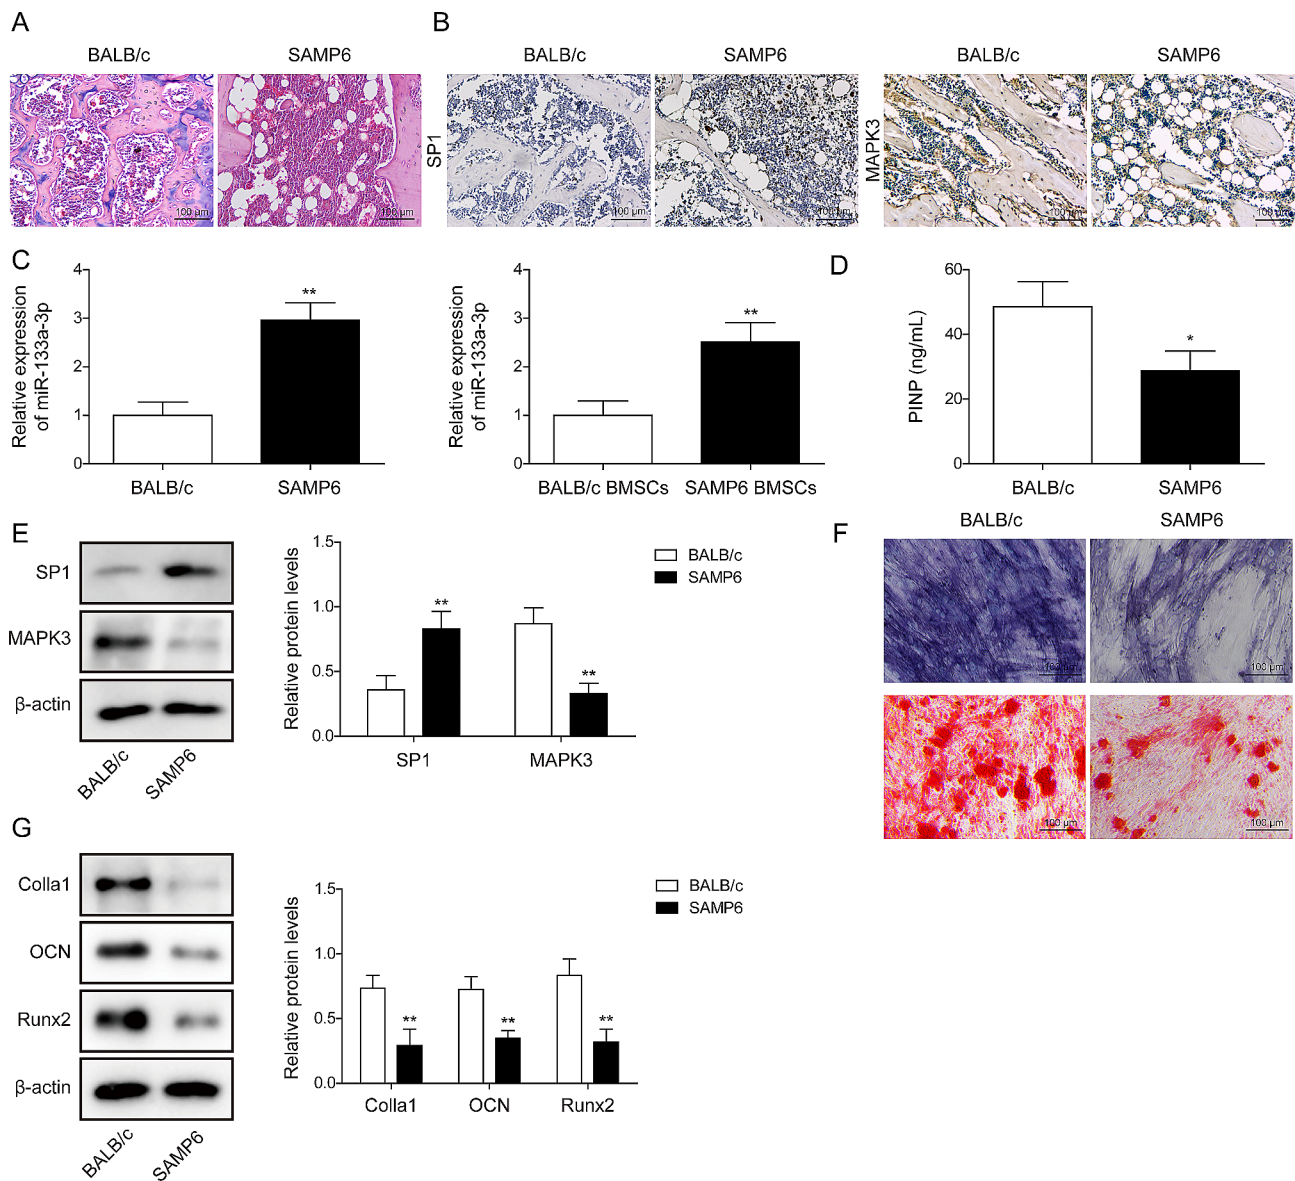 A
B
BALB/c
SAMP6
BALB/c
SAMP6
BALB/c
SAMP6
SP1
MAPK3
100 µm
100 µm
100 µm
100 µm
100 µm
100 µm
C
Relative expression
of miR-133a-3p
4
3
2
1
0
**
BALB/c
SAMP6
Relative expression
of miR-133a-3p
4
3
2
1
0
**
BALB/c BMSCs
SAMP6 BMSCs
D
PINP (ng/mL)
60
40
20
0
*
BALB/c
SAMP6
E
SP1
MAPK3
β-actin
BALB/c
SAMP6
Relative protein levels
1.5
1.0
0.5
0.0
**
**
SP1
MAPK3
BALB/c
SAMP6
F
BALB/c
SAMP6
100 µm
100 µm
100 µm
100 µm
G
Colla1
OCN
Runx2
β-actin
BALB/c
SAMP6
Relative protein levels
1.5
1.0
0.5
0.0
**
**
**
Colla1
OCN
Runx2
BALB/c
SAMP6